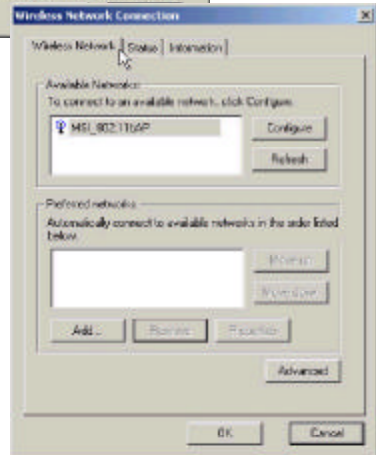 Wireless Network Connection
Wireless Network Status Information
Available Networks
To connect to an available network, click Configure.
MSI_802.11bAP
Configure
Refresh
Preferred networks
Automatically connect to available networks in the order listed
below.
Move up
Move down
Add... Remove Properties
Advanced
OK Cancel